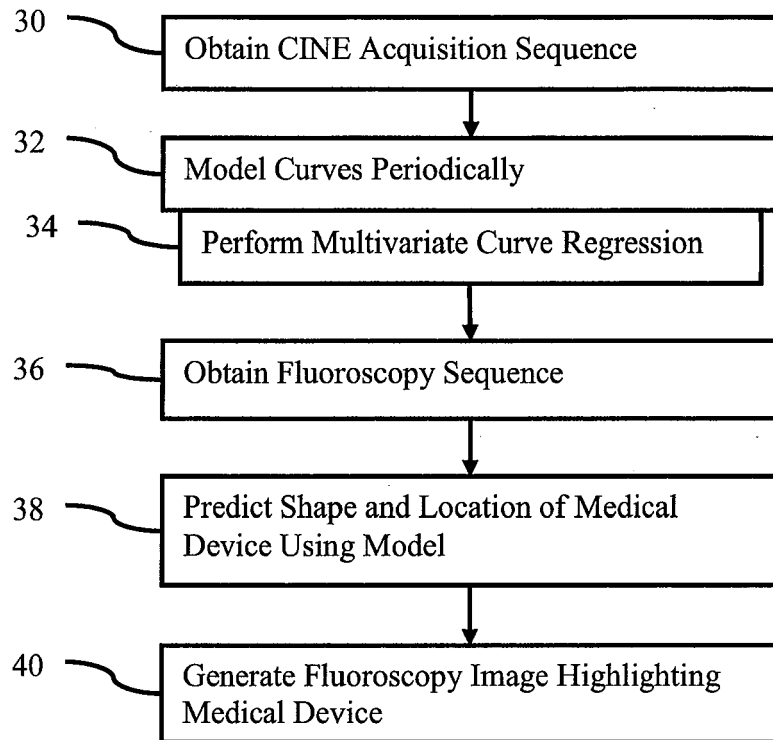 30
Obtain CINE Acquisition Sequence
32
Model Curves Periodically
34
Perform Multivariate Curve Regression
36
Obtain Fluoroscopy Sequence
38
Predict Shape and Location of Medical
Device Using Model
40
Generate Fluoroscopy Image Highlighting
Medical Device